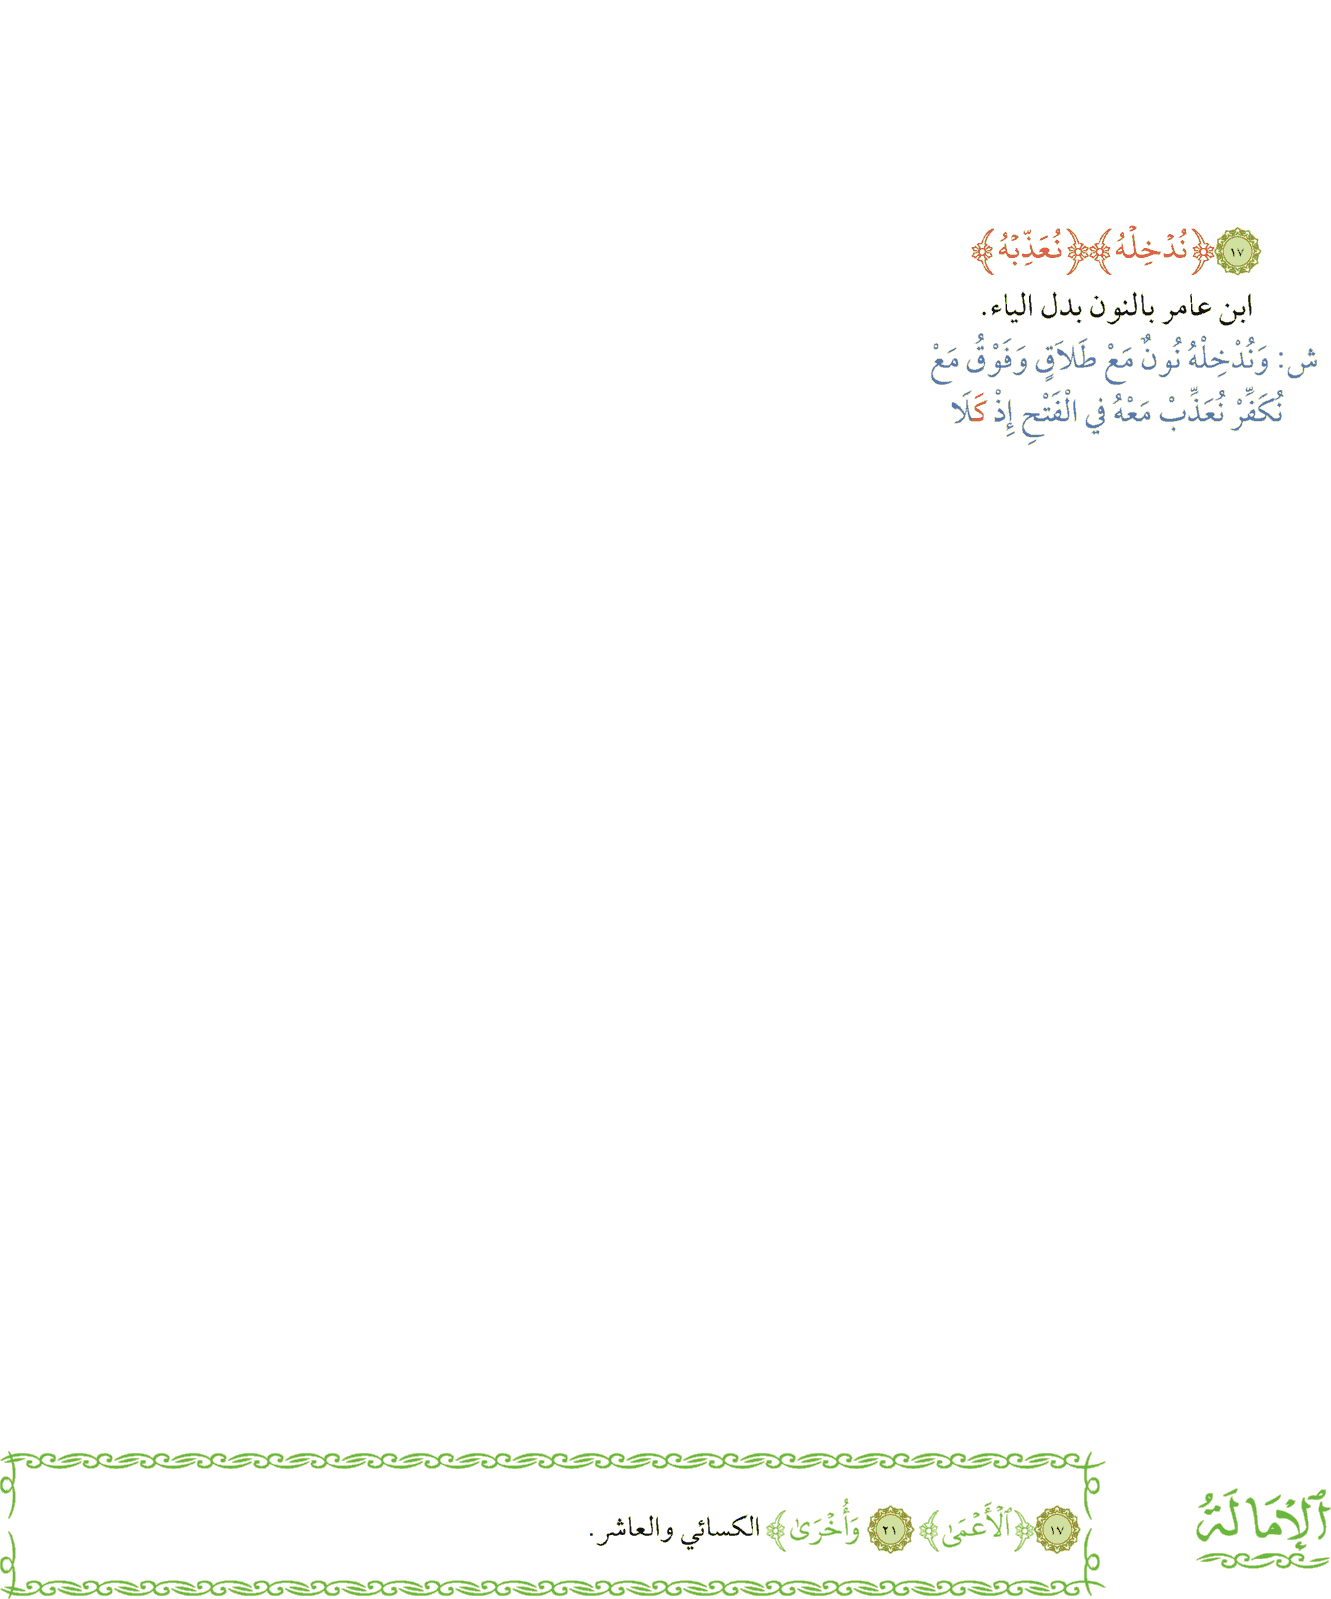 ١٧ ﴿نُدۡخِلۡهُ﴾ ﴿نُعَذِّبۡهُ﴾
ابن عامر بالنون بدل الياء.
ش: وَنُدْخِلْهُ نُونٌ مَعْ طَلَاقٍ وَفَوْقُ مَعْ
نُكَفِّرْ نُعَذِّبْ مَعْهُ فِي الْفَتْحِ إِذْ كَلَا
ٱلْإِمَالَةُ
١٧ ﴿ٱلۡأَعۡمَىٰ﴾ ٢١ وَأُخۡرَىٰ﴾ الكسائي والعاشر.